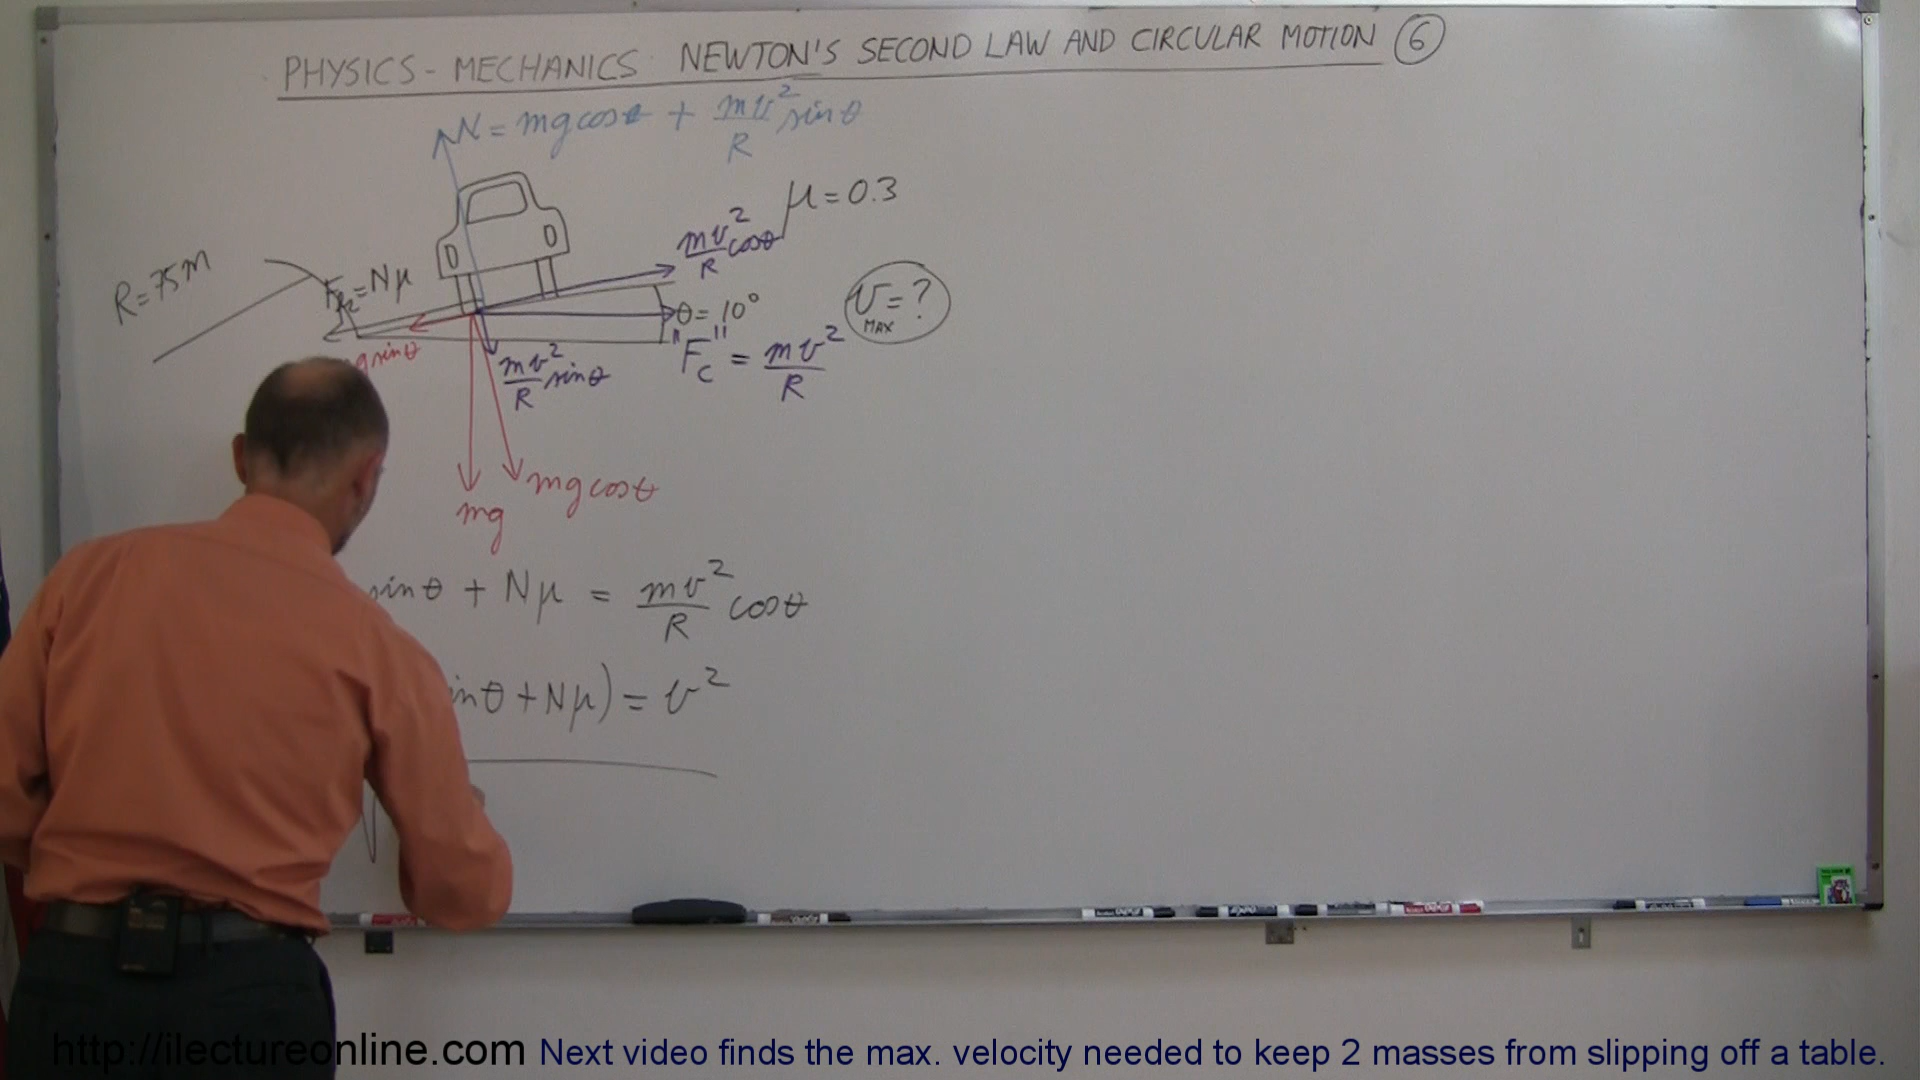 PHYSICS - MECHANICS NEWTON'S SECOND LAW AND CIRCULAR MOTION 6
N = mg cosθ + mv²/R sinθ
μ = 0.3
mv²/R cosθ
R = 75 m
= Nμ
θ = 10°
v = ?
MAX
"Fc" = mv²/R
sinθ
mv²/R sinθ
mg cosθ
mg
sinθ + Nμ = mv²/R cosθ
inθ + Nμ) = v²
http://ilectureonline.com Next video finds the max. velocity needed to keep 2 masses from slipping off a table.